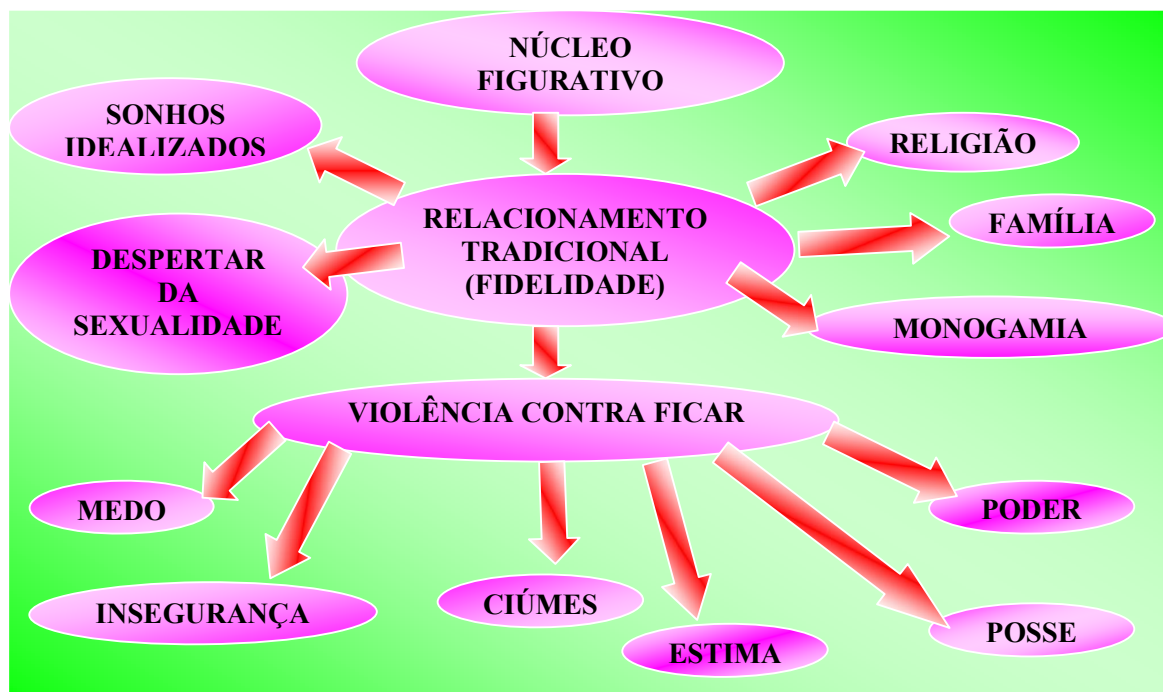 NÚCLEO
FIGURATIVO
SONHOS
IDEALIZADOS
RELIGIÃO
RELACIONAMENTO
TRADICIONAL
(FIDELIDADE)
FAMÍLIA
DESPERTAR
DA
SEXUALIDADE
MONOGAMIA
VIOLÊNCIA CONTRA FICAR
MEDO
PODER
INSEGURANÇA
CIÚMES
ESTIMA
POSSE